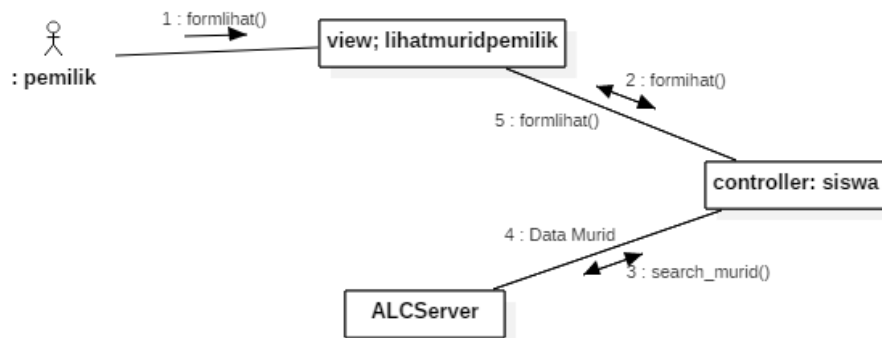 1 : formlihat()
: pemilik
view; lihatmuridpemilik
2 : formihat()
5 : formlihat()
controller: siswa
4 : Data Murid
3 : search_murid()
ALCServer